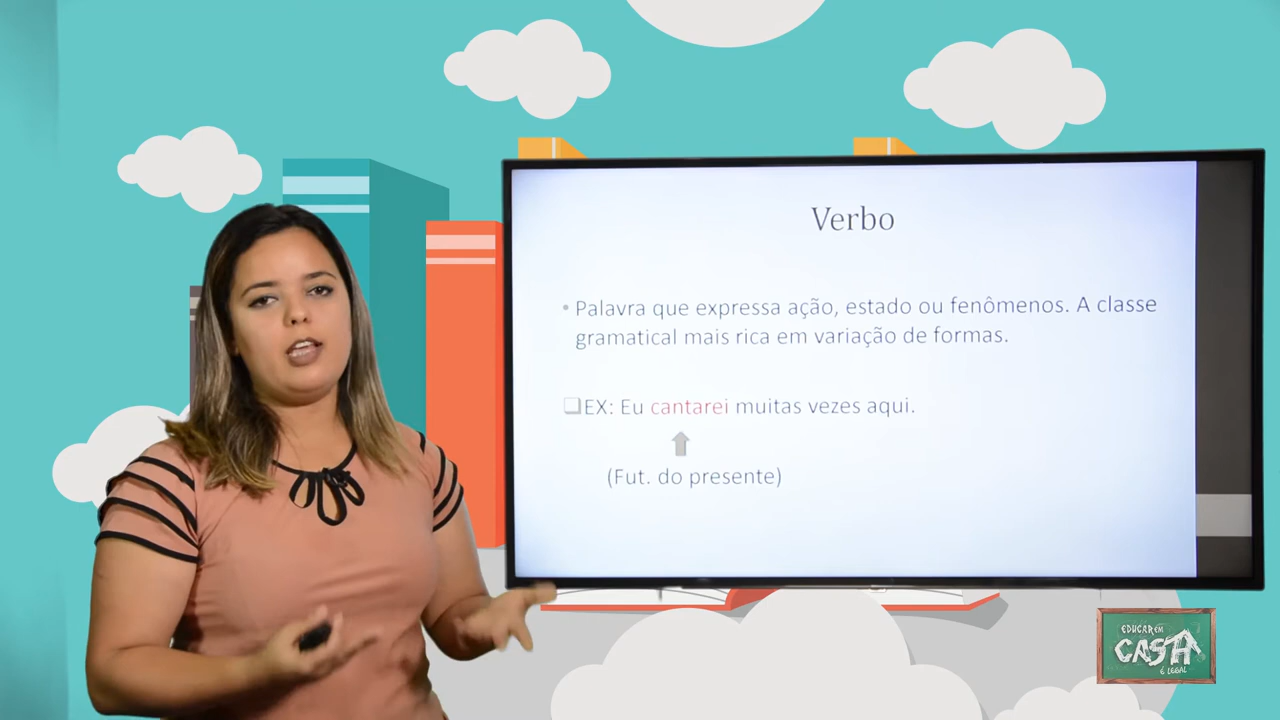 Verbo
• Palavra que expressa ação, estado ou fenômenos. A classe
gramatical mais rica em variação de formas.
❑EX: Eu cantarei muitas vezes aqui.
(Fut. do presente)
EDUCAR EM
CASA
É LEGAL